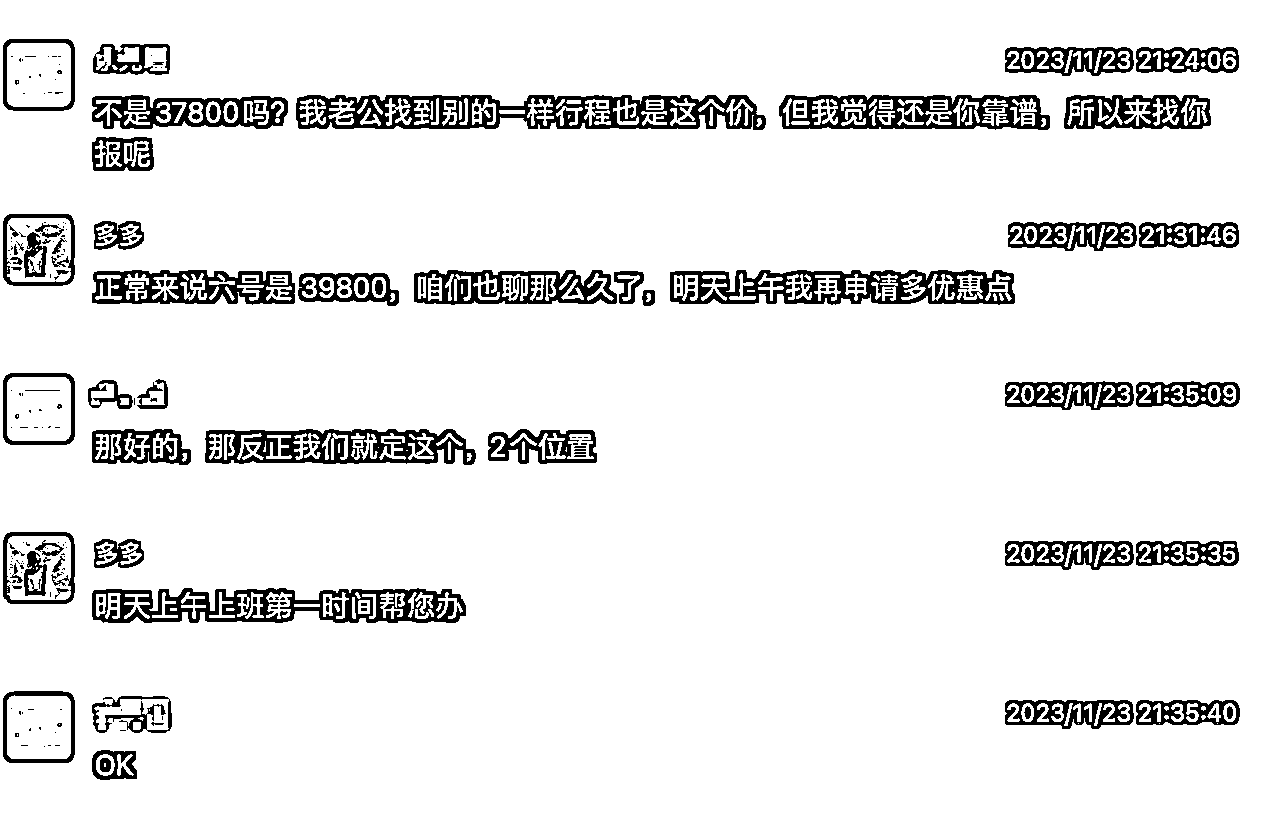 2023/11/23 21:24:06
不是37800吗？我老公找到别的一样行程也是这个价，但我觉得还是你靠谱，所以来找你
报呢
多多 2023/11/23 21:31:46
正常来说六号是 39800，咱们也聊那么久了，明天上午我再申请多优惠点
2023/11/23 21:35:09
那好的，那反正我们就定这个，2个位置
多多 2023/11/23 21:35:35
明天上午上班第一时间帮您办
2023/11/23 21:35:40
OK